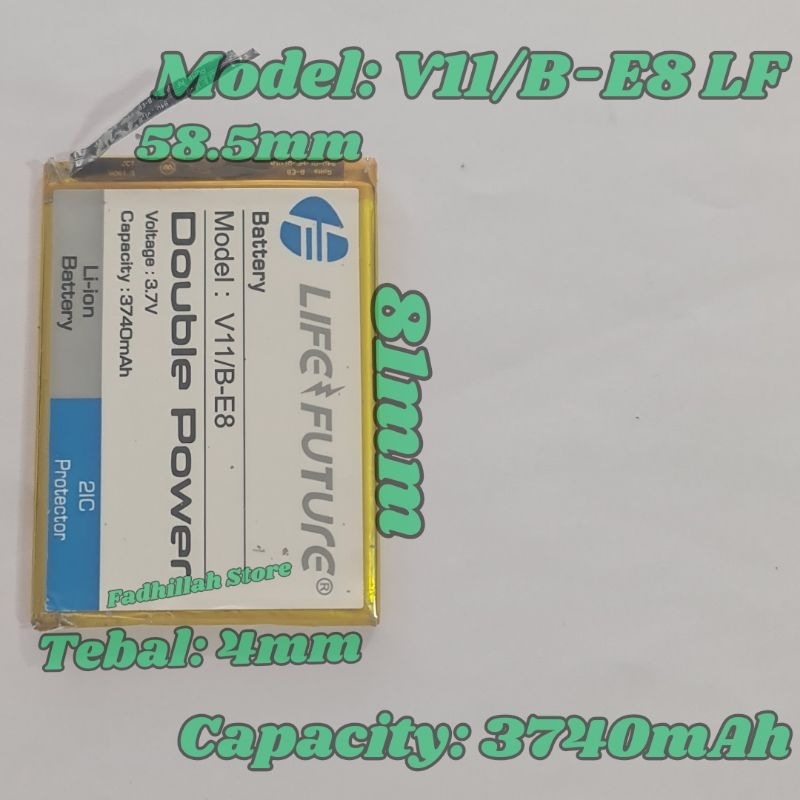 Model: V11/B-E8 LF
58.5mm
LIFE FUTURE®
Battery
Model : V11/B-E8
Double Power
Voltage : 3.7V
Capacity : 3740mAh
Li-ion
Battery
2IC
Protector
81mm
Fadhillah Store
Tebal: 4mm
Capacity: 3740mAh